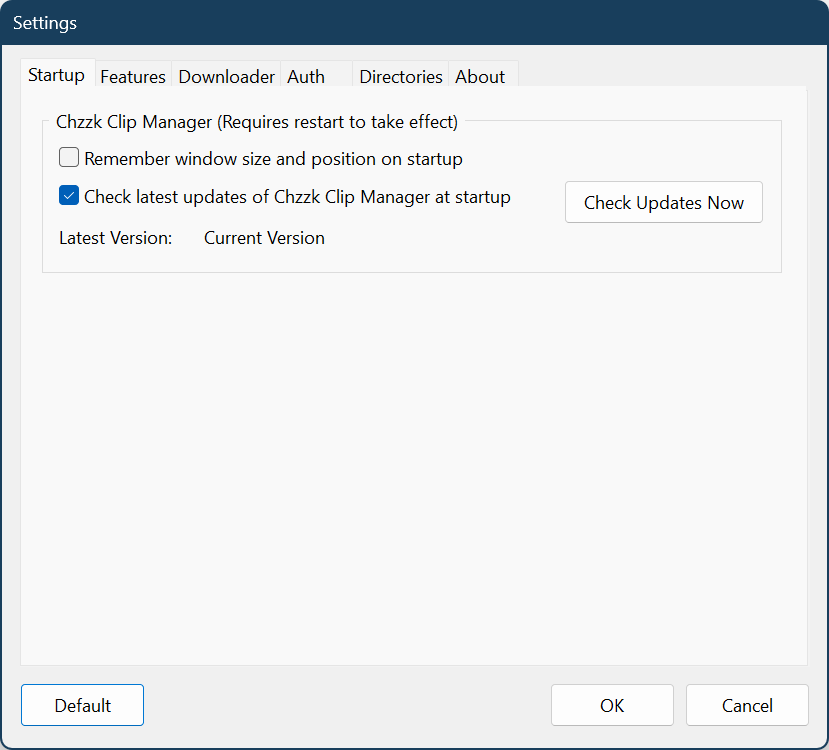 Settings
Startup Features Downloader Auth Directories About
Chzzk Clip Manager (Requires restart to take effect)
Remember window size and position on startup
Check latest updates of Chzzk Clip Manager at startup
Check Updates Now
Latest Version: Current Version
Default OK Cancel